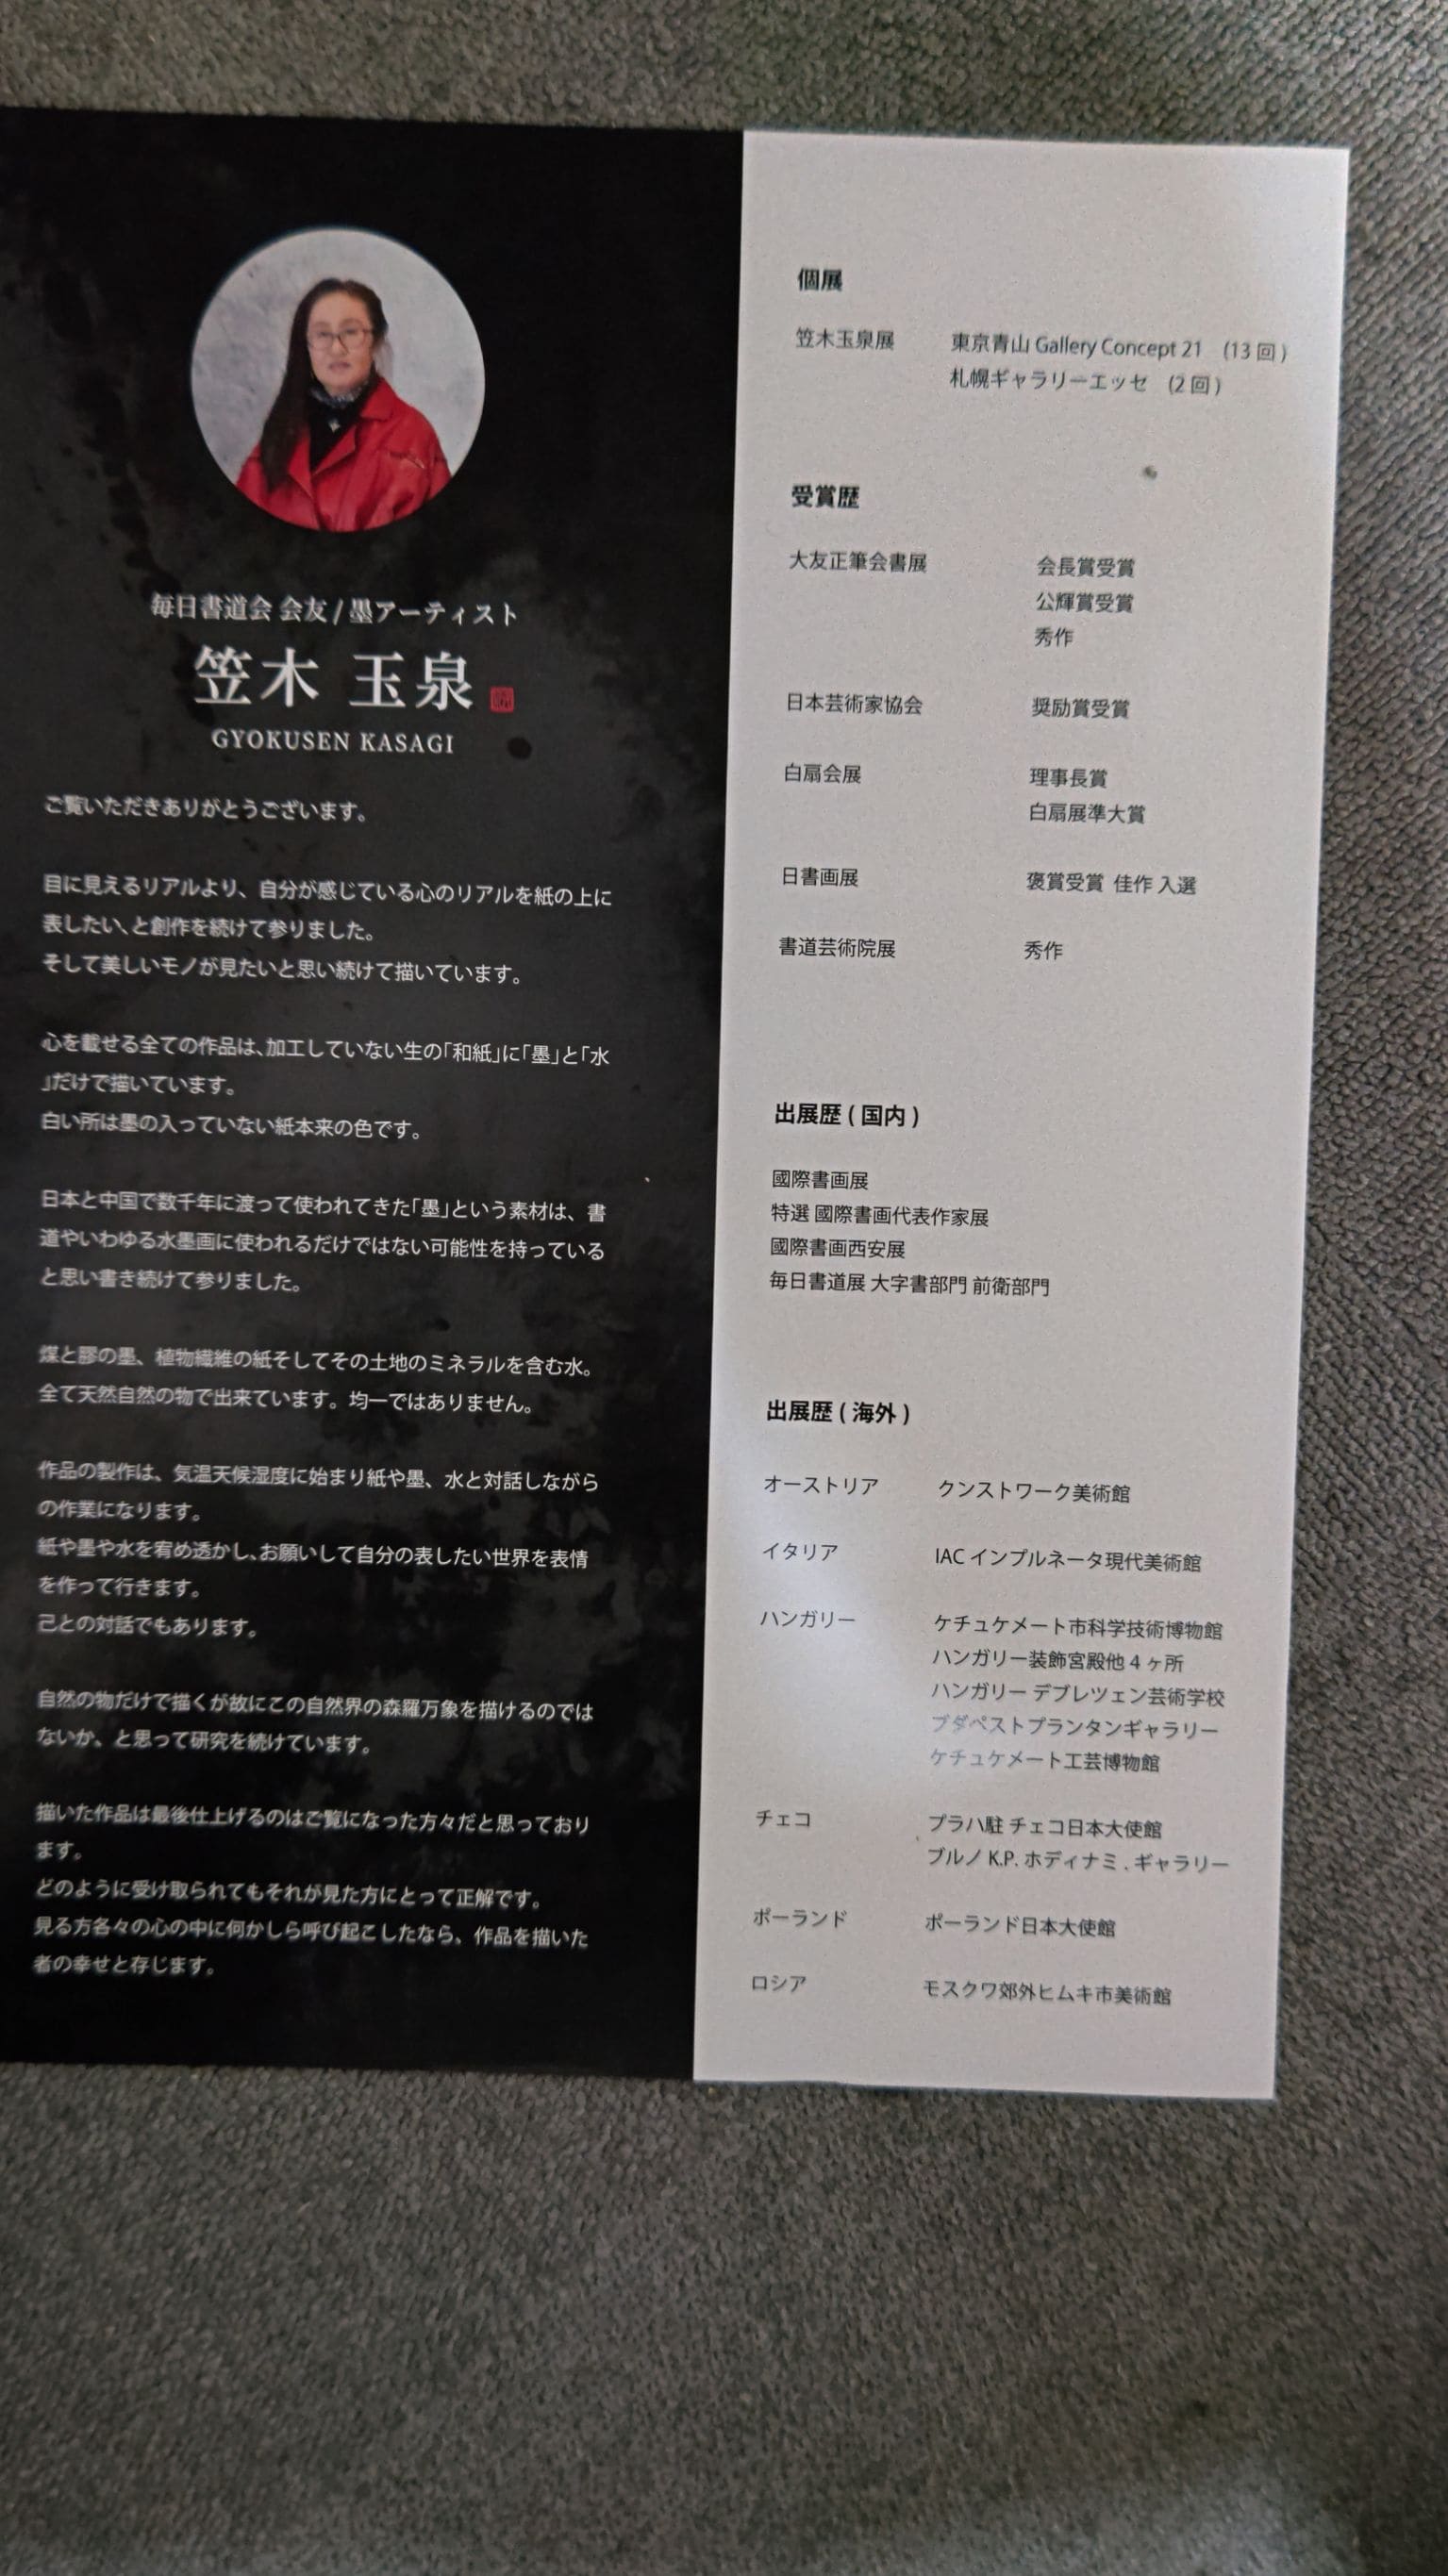 毎日書道会 会友 / 墨アーティスト
笠木 玉泉
GYOKUSEN KASAGI
ご覧いただきありがとうございます。
目に見えるリアルより、自分が感じている心のリアルを紙の上に
表したい、と創作を続けて参りました。
そして美しいモノが見たいと思い続けて描いています。
心を載せる全ての作品は、加工していない生の「和紙」に「墨」と「水
」だけで描いています。
白い所は墨の入っていない紙本来の色です。
日本と中国で数千年に渡って使われてきた「墨」という素材は、書
道やいわゆる水墨画に使われるだけではない可能性を持っている
と思い書き続けて参りました。
煤と膠の墨、植物繊維の紙そしてその土地のミネラルを含む水。
全て天然自然の物で出来ています。均一ではありません。
作品の製作は、気温天候湿度に始まり紙や墨、水と対話しながら
の作業になります。
紙や墨や水を宥め透かし、お願いして自分の表したい世界を表情
を作って行きます。
己との対話でもあります。
自然の物だけで描くが故にこの自然界の森羅万象を描けるのでは
ないか、と思って研究を続けています。
描いた作品は最後仕上げるのはご覧になった方々だと思っており
ます。
どのように受け取られてもそれが見た方にとって正解です。
見る方各々の心の中に何かしら呼び起こしたなら、作品を描いた
者の幸せと存じます。
個展
笠木玉泉展 東京青山 Gallery Concept 21 (13 回 )
札幌ギャラリーエッセ (2 回 )
受賞歴
大友正筆会書展 会長賞受賞
公輝賞受賞
秀作
日本芸術家協会 奨励賞受賞
白扇会展 理事長賞
白扇展準大賞
日書画展 褒賞受賞 佳作 入選
書道芸術院展 秀作
出展歴 ( 国内 )
國際書画展
特選 國際書画代表作家展
國際書画西安展
毎日書道展 大字書部門 前衛部門
出展歴 ( 海外 )
オーストリア クンストワーク美術館
イタリア IAC インプルネータ現代美術館
ハンガリー ケチュケメート市科学技術博物館
ハンガリー装飾宮殿他 4 ヶ所
ハンガリー デブレツェン芸術学校
ブダペストプランタンギャラリー
ケチュケメート工芸博物館
チェコ プラハ駐 チェコ日本大使館
ブルノ K.P. ホディナミ . ギャラリー
ポーランド ポーランド日本大使館
ロシア モスクワ郊外ヒムキ市美術館